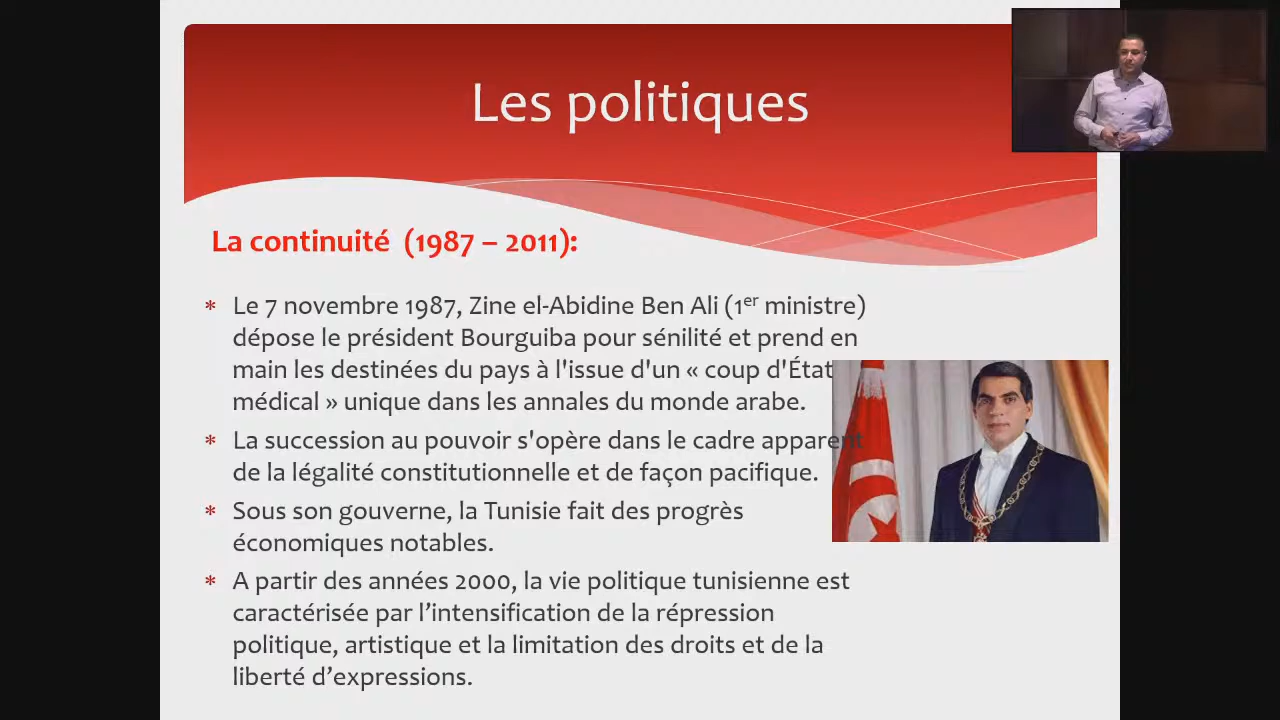 Les politiques
La continuité (1987 – 2011):
* Le 7 novembre 1987, Zine el-Abidine Ben Ali (1er ministre)
dépose le président Bourguiba pour sénilité et prend en
main les destinées du pays à l'issue d'un « coup d'État
médical » unique dans les annales du monde arabe.
* La succession au pouvoir s'opère dans le cadre apparent
de la légalité constitutionnelle et de façon pacifique.
* Sous son gouverne, la Tunisie fait des progrès
économiques notables.
* A partir des années 2000, la vie politique tunisienne est
caractérisée par l’intensification de la répression
politique, artistique et la limitation des droits et de la
liberté d’expressions.